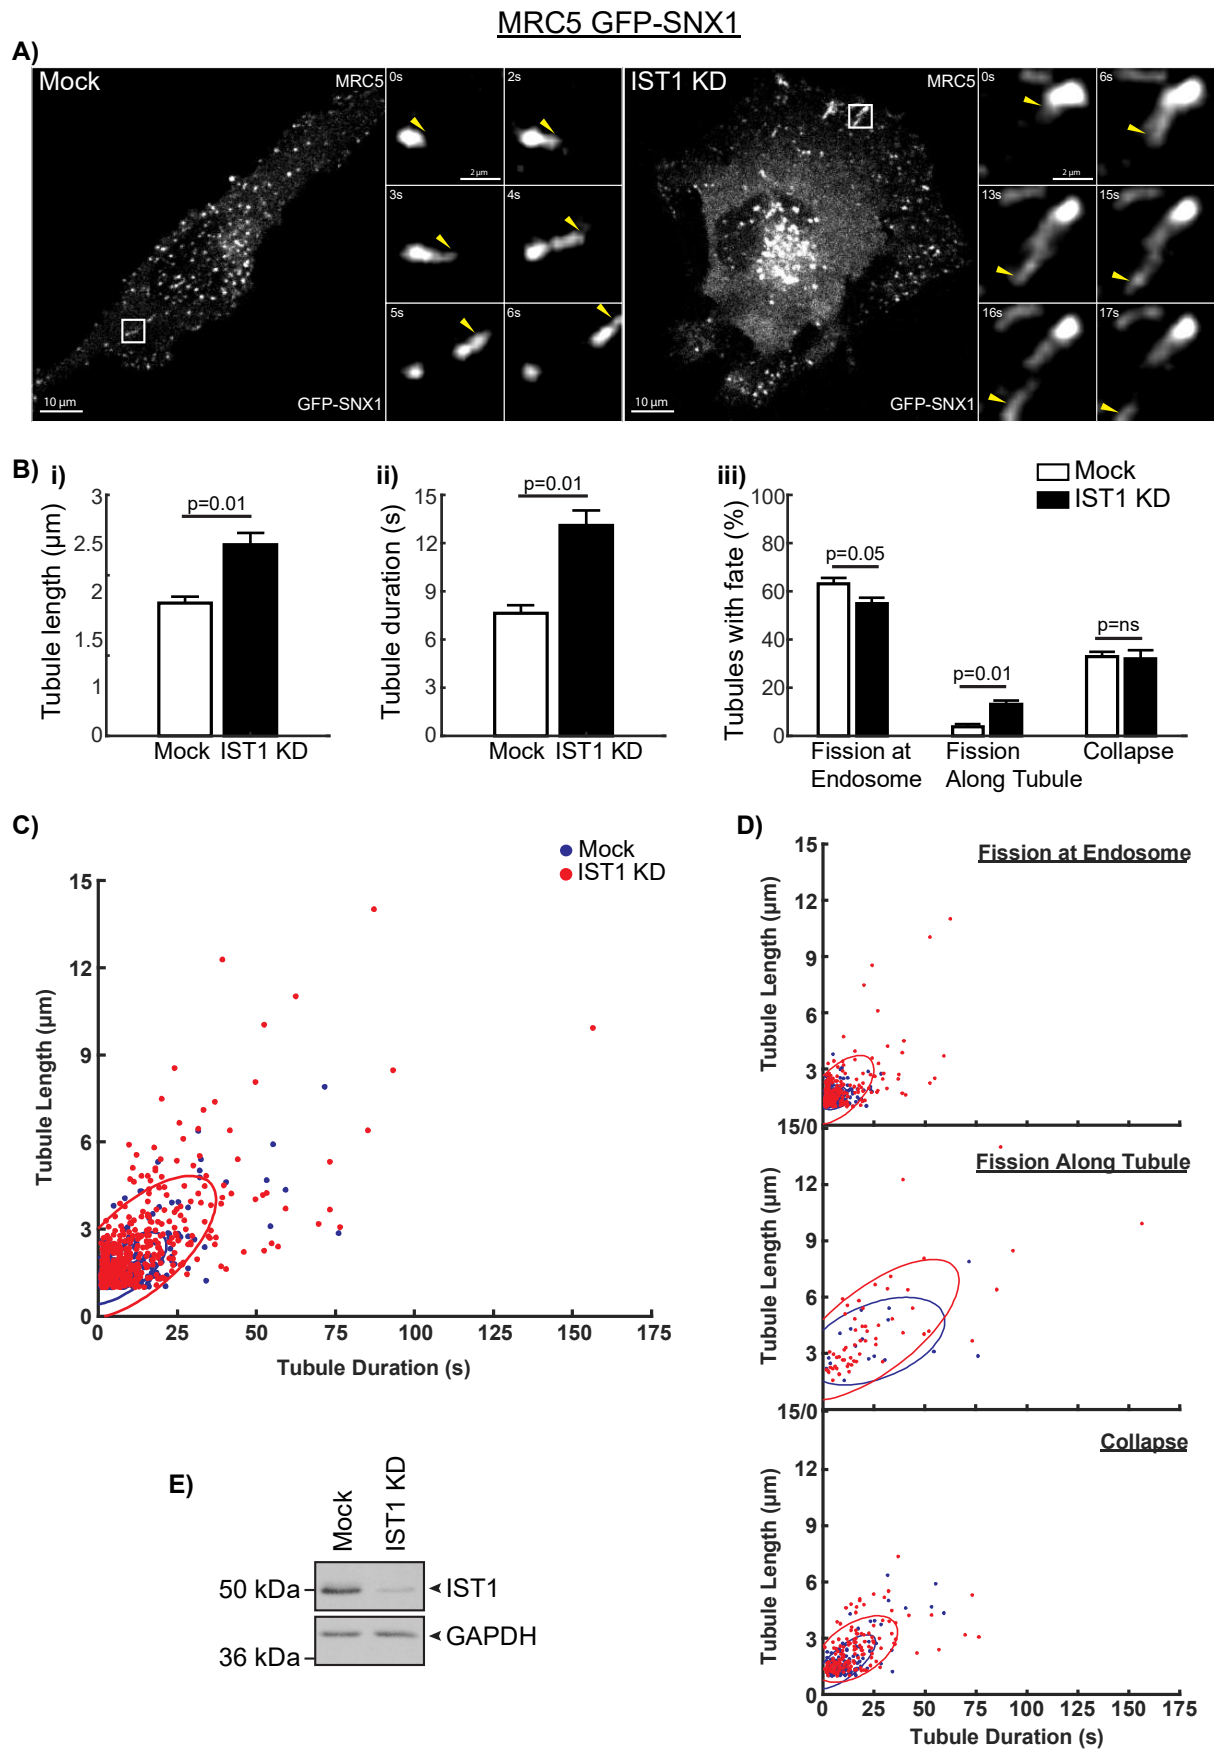 MRC5 GFP-SNX1
A)
Mock
MRC5
GFP-SNX1
10 µm
0s
2s
2 µm
3s
4s
5s
6s
IST1 KD
MRC5
GFP-SNX1
10 µm
0s
6s
2 µm
13s
15s
16s
17s
B)
i)
Tubule length (µm)
3
2.5
2
1.5
1
0
p=0.01
Mock IST1 KD
ii)
Tubule duration (s)
15
12
9
6
3
0
p=0.01
Mock IST1 KD
iii)
Mock
IST1 KD
Tubules with fate (%)
100
80
60
40
20
0
p=0.05
p=0.01
p=ns
Fission at
Endosome
Fission
Along Tubule
Collapse
C)
Mock
IST1 KD
Tubule Length (µm)
15
12
9
6
3
0
0 25 50 75 100 125 150 175
Tubule Duration (s)
D)
Fission at Endosome
Tubule Length (µm)
15
12
9
6
3
15/0
Fission Along Tubule
Tubule Length (µm)
12
9
6
3
15/0
Collapse
Tubule Length (µm)
12
9
6
3
0
0 25 50 75 100 125 150 175
Tubule Duration (s)
E)
Mock
IST1 KD
50 kDa
IST1
GAPDH
36 kDa